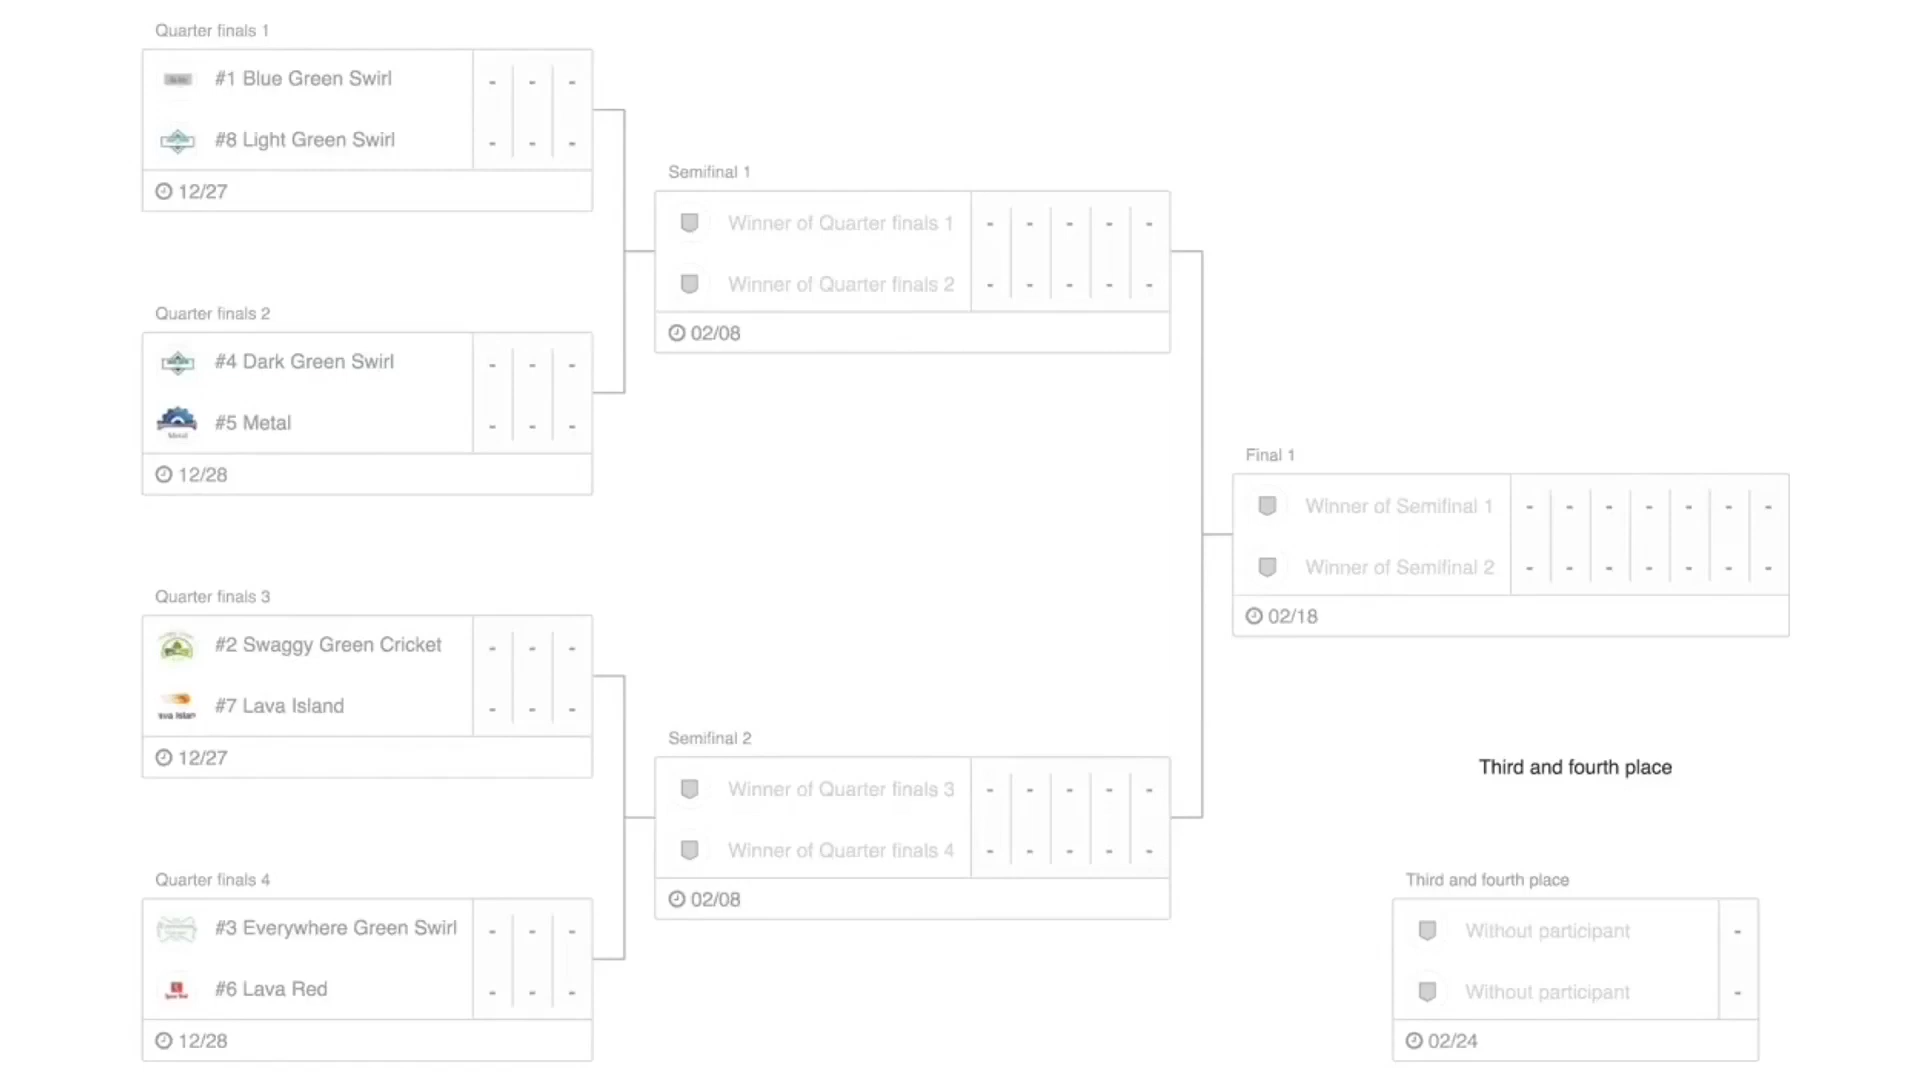 Quarter finals 1
#1 Blue Green Swirl - - -
#8 Light Green Swirl - - -
12/27
Quarter finals 2
#4 Dark Green Swirl - - -
#5 Metal - - -
12/28
Quarter finals 3
#2 Swaggy Green Cricket - - -
#7 Lava Island - - -
12/27
Quarter finals 4
#3 Everywhere Green Swirl - - -
#6 Lava Red - - -
12/28
Semifinal 1
Winner of Quarter finals 1 - - - - -
Winner of Quarter finals 2 - - - - -
02/08
Semifinal 2
Winner of Quarter finals 3 - - - - -
Winner of Quarter finals 4 - - - - -
02/08
Final 1
Winner of Semifinal 1 - - - - - - -
Winner of Semifinal 2 - - - - - - -
02/18
Third and fourth place
Third and fourth place
Without participant -
Without participant -
02/24